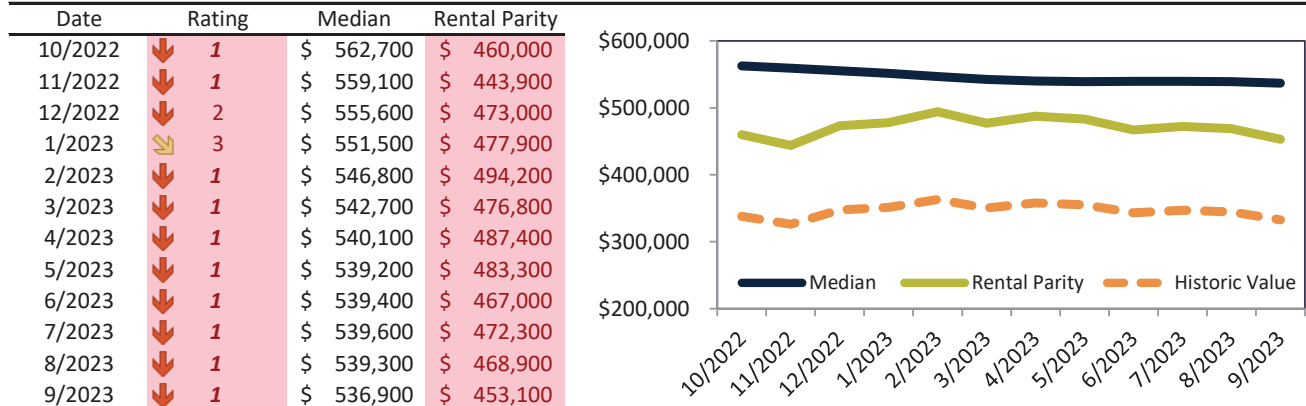 Date Rating Median Rental Parity
10/2022 1 $ 562,700 $ 460,000
11/2022 1 $ 559,100 $ 443,900
12/2022 2 $ 555,600 $ 473,000
1/2023 3 $ 551,500 $ 477,900
2/2023 1 $ 546,800 $ 494,200
3/2023 1 $ 542,700 $ 476,800
4/2023 1 $ 540,100 $ 487,400
5/2023 1 $ 539,200 $ 483,300
6/2023 1 $ 539,400 $ 467,000
7/2023 1 $ 539,600 $ 472,300
8/2023 1 $ 539,300 $ 468,900
9/2023 1 $ 536,900 $ 453,100
$600,000
$500,000
$400,000
$300,000
$200,000
Median Rental Parity Historic Value
10/2022 11/2022 12/2022 1/2023 2/2023 3/2023 4/2023 5/2023 6/2023 7/2023 8/2023 9/2023